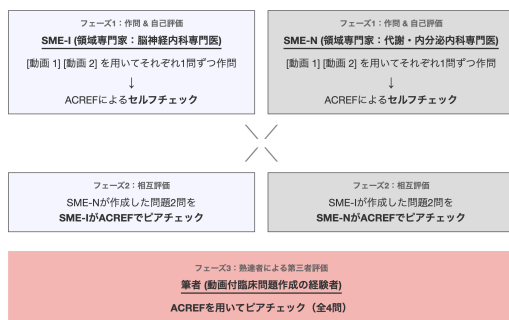 フェーズ1：作問 & 自己評価
SME-I (領域専門家：脳神経内科専門医)
[動画 1] [動画 2] を用いてそれぞれ1問ずつ作問
↓
ACREFによるセルフチェック
フェーズ1：作問 & 自己評価
SME-N (領域専門家：代謝・内分泌内科専門医)
[動画 1] [動画 2] を用いてそれぞれ1問ずつ作問
↓
ACREFによるセルフチェック
フェーズ2：相互評価
SME-Nが作成した問題2問を
SME-IがACREFでピアチェック
フェーズ2：相互評価
SME-Iが作成した問題2問を
SME-NがACREFでピアチェック
フェーズ3：熟達者による第三者評価
筆者 (動画付臨床問題作成の経験者)
ACREFを用いてピアチェック（全4問）